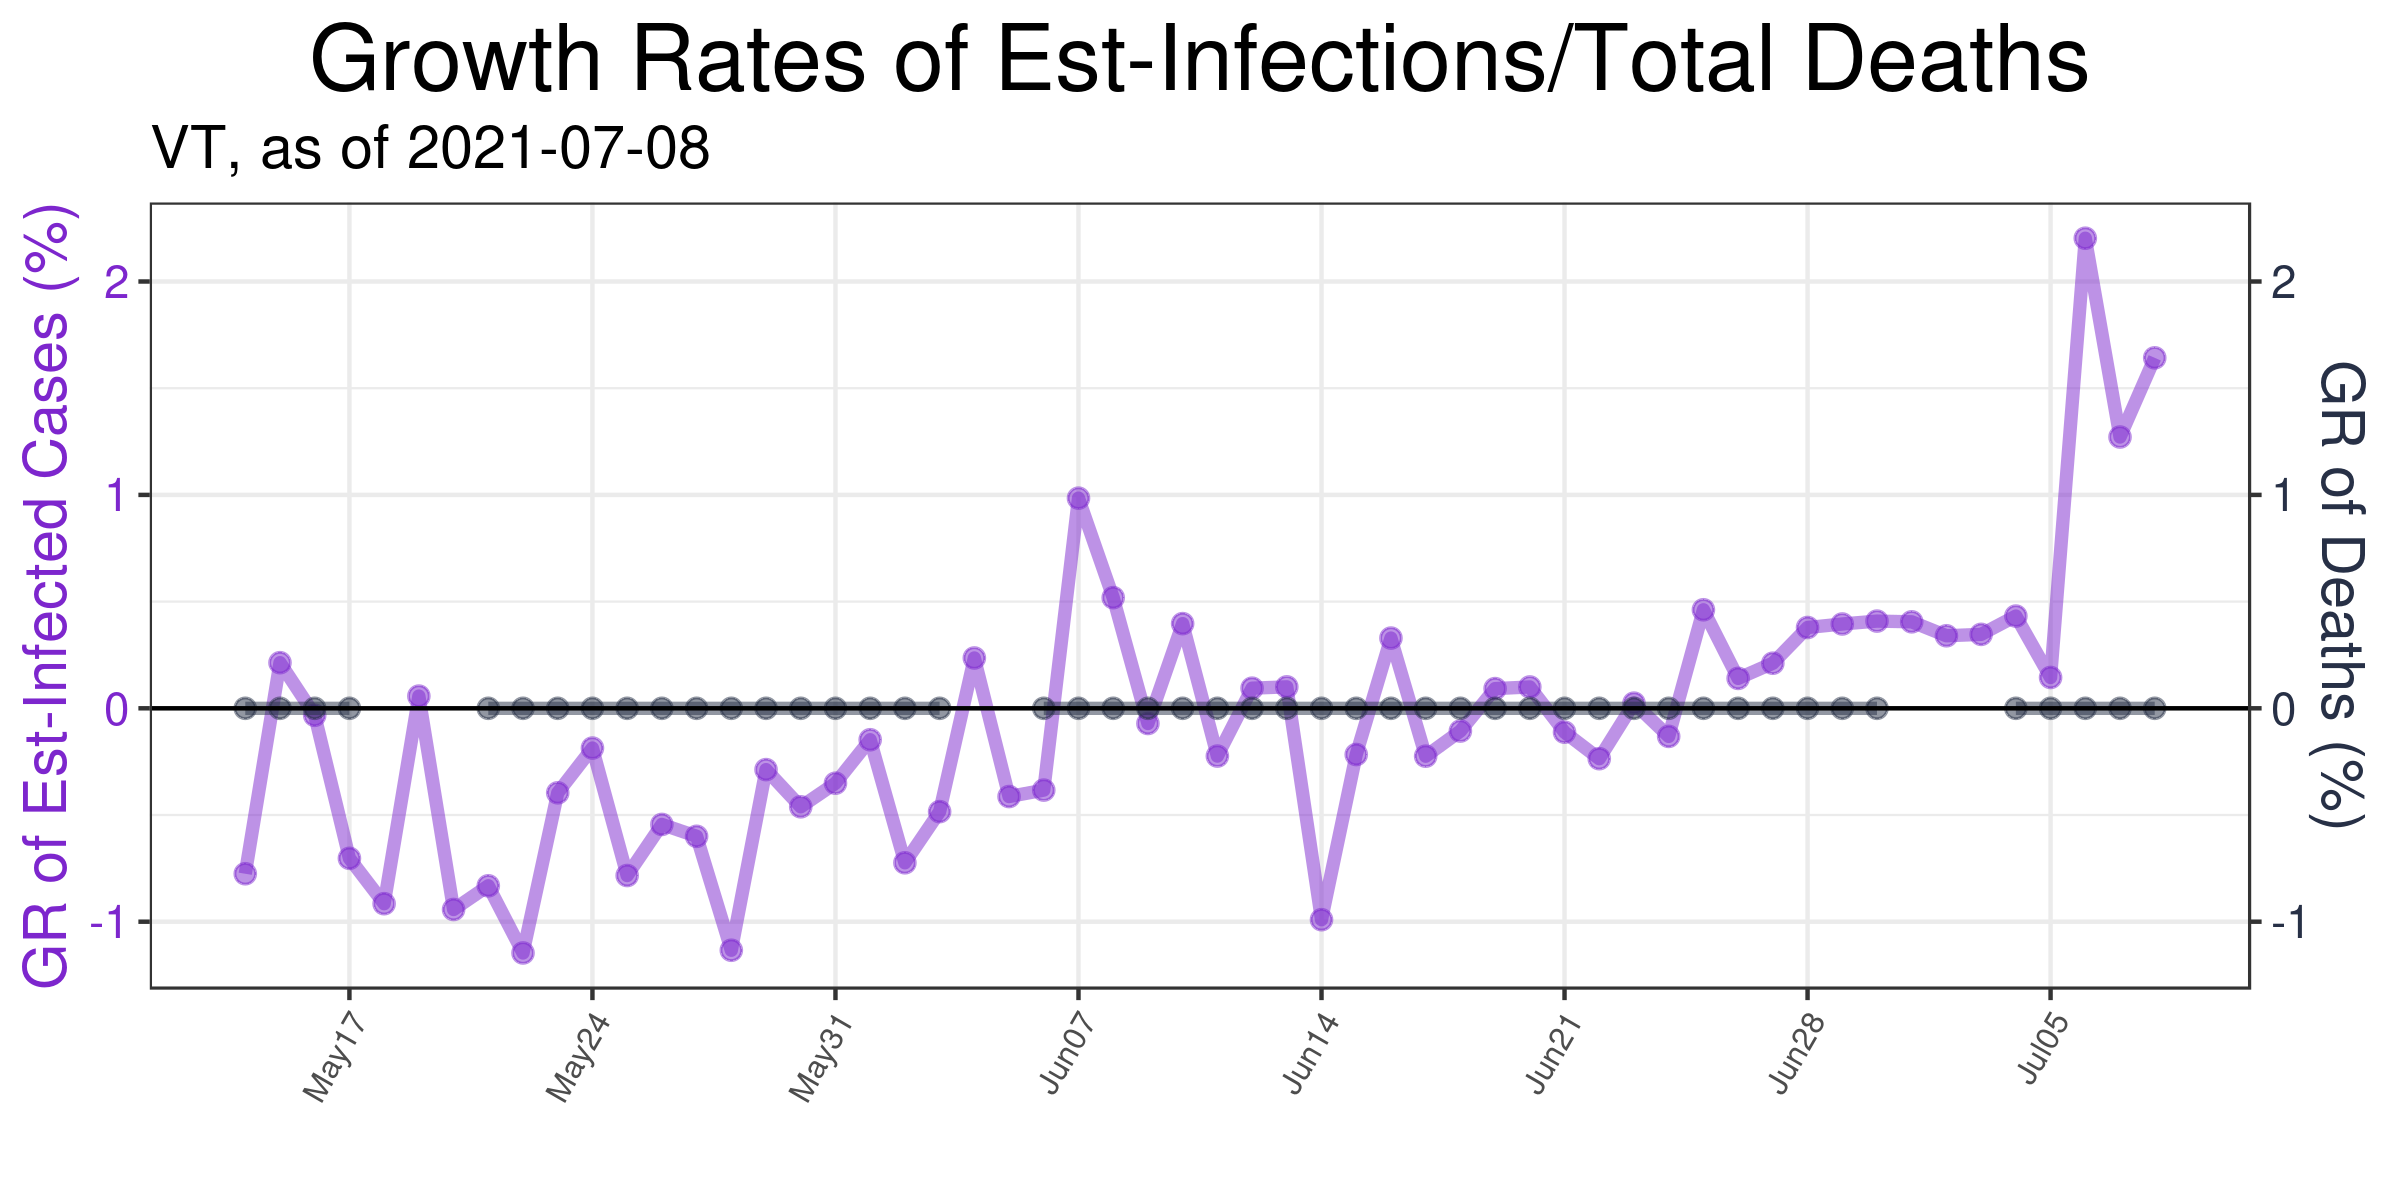 Growth Rates of Est-Infections/Total Deaths
VT, as of 2021-07-08
GR of Est-Infected Cases (%)
2
1
0
-1
2
1
0
-1
GR of Deaths (%)
May17
May24
May31
Jun07
Jun14
Jun21
Jun28
Jul05